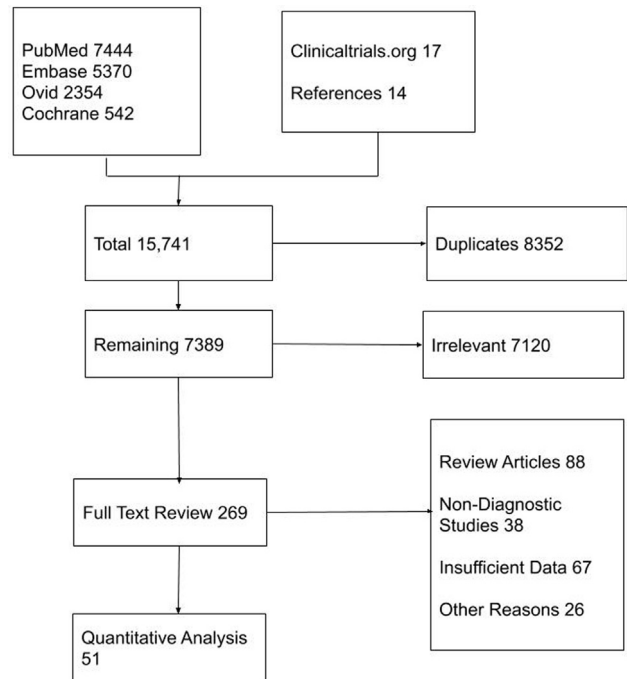 PubMed 7444
Embase 5370
Ovid 2354
Cochrane 542
Clinicaltrials.org 17
References 14
Total 15,741
Duplicates 8352
Remaining 7389
Irrelevant 7120
Full Text Review 269
Review Articles 88
Non-Diagnostic
Studies 38
Insufficient Data 67
Other Reasons 26
Quantitative Analysis
51